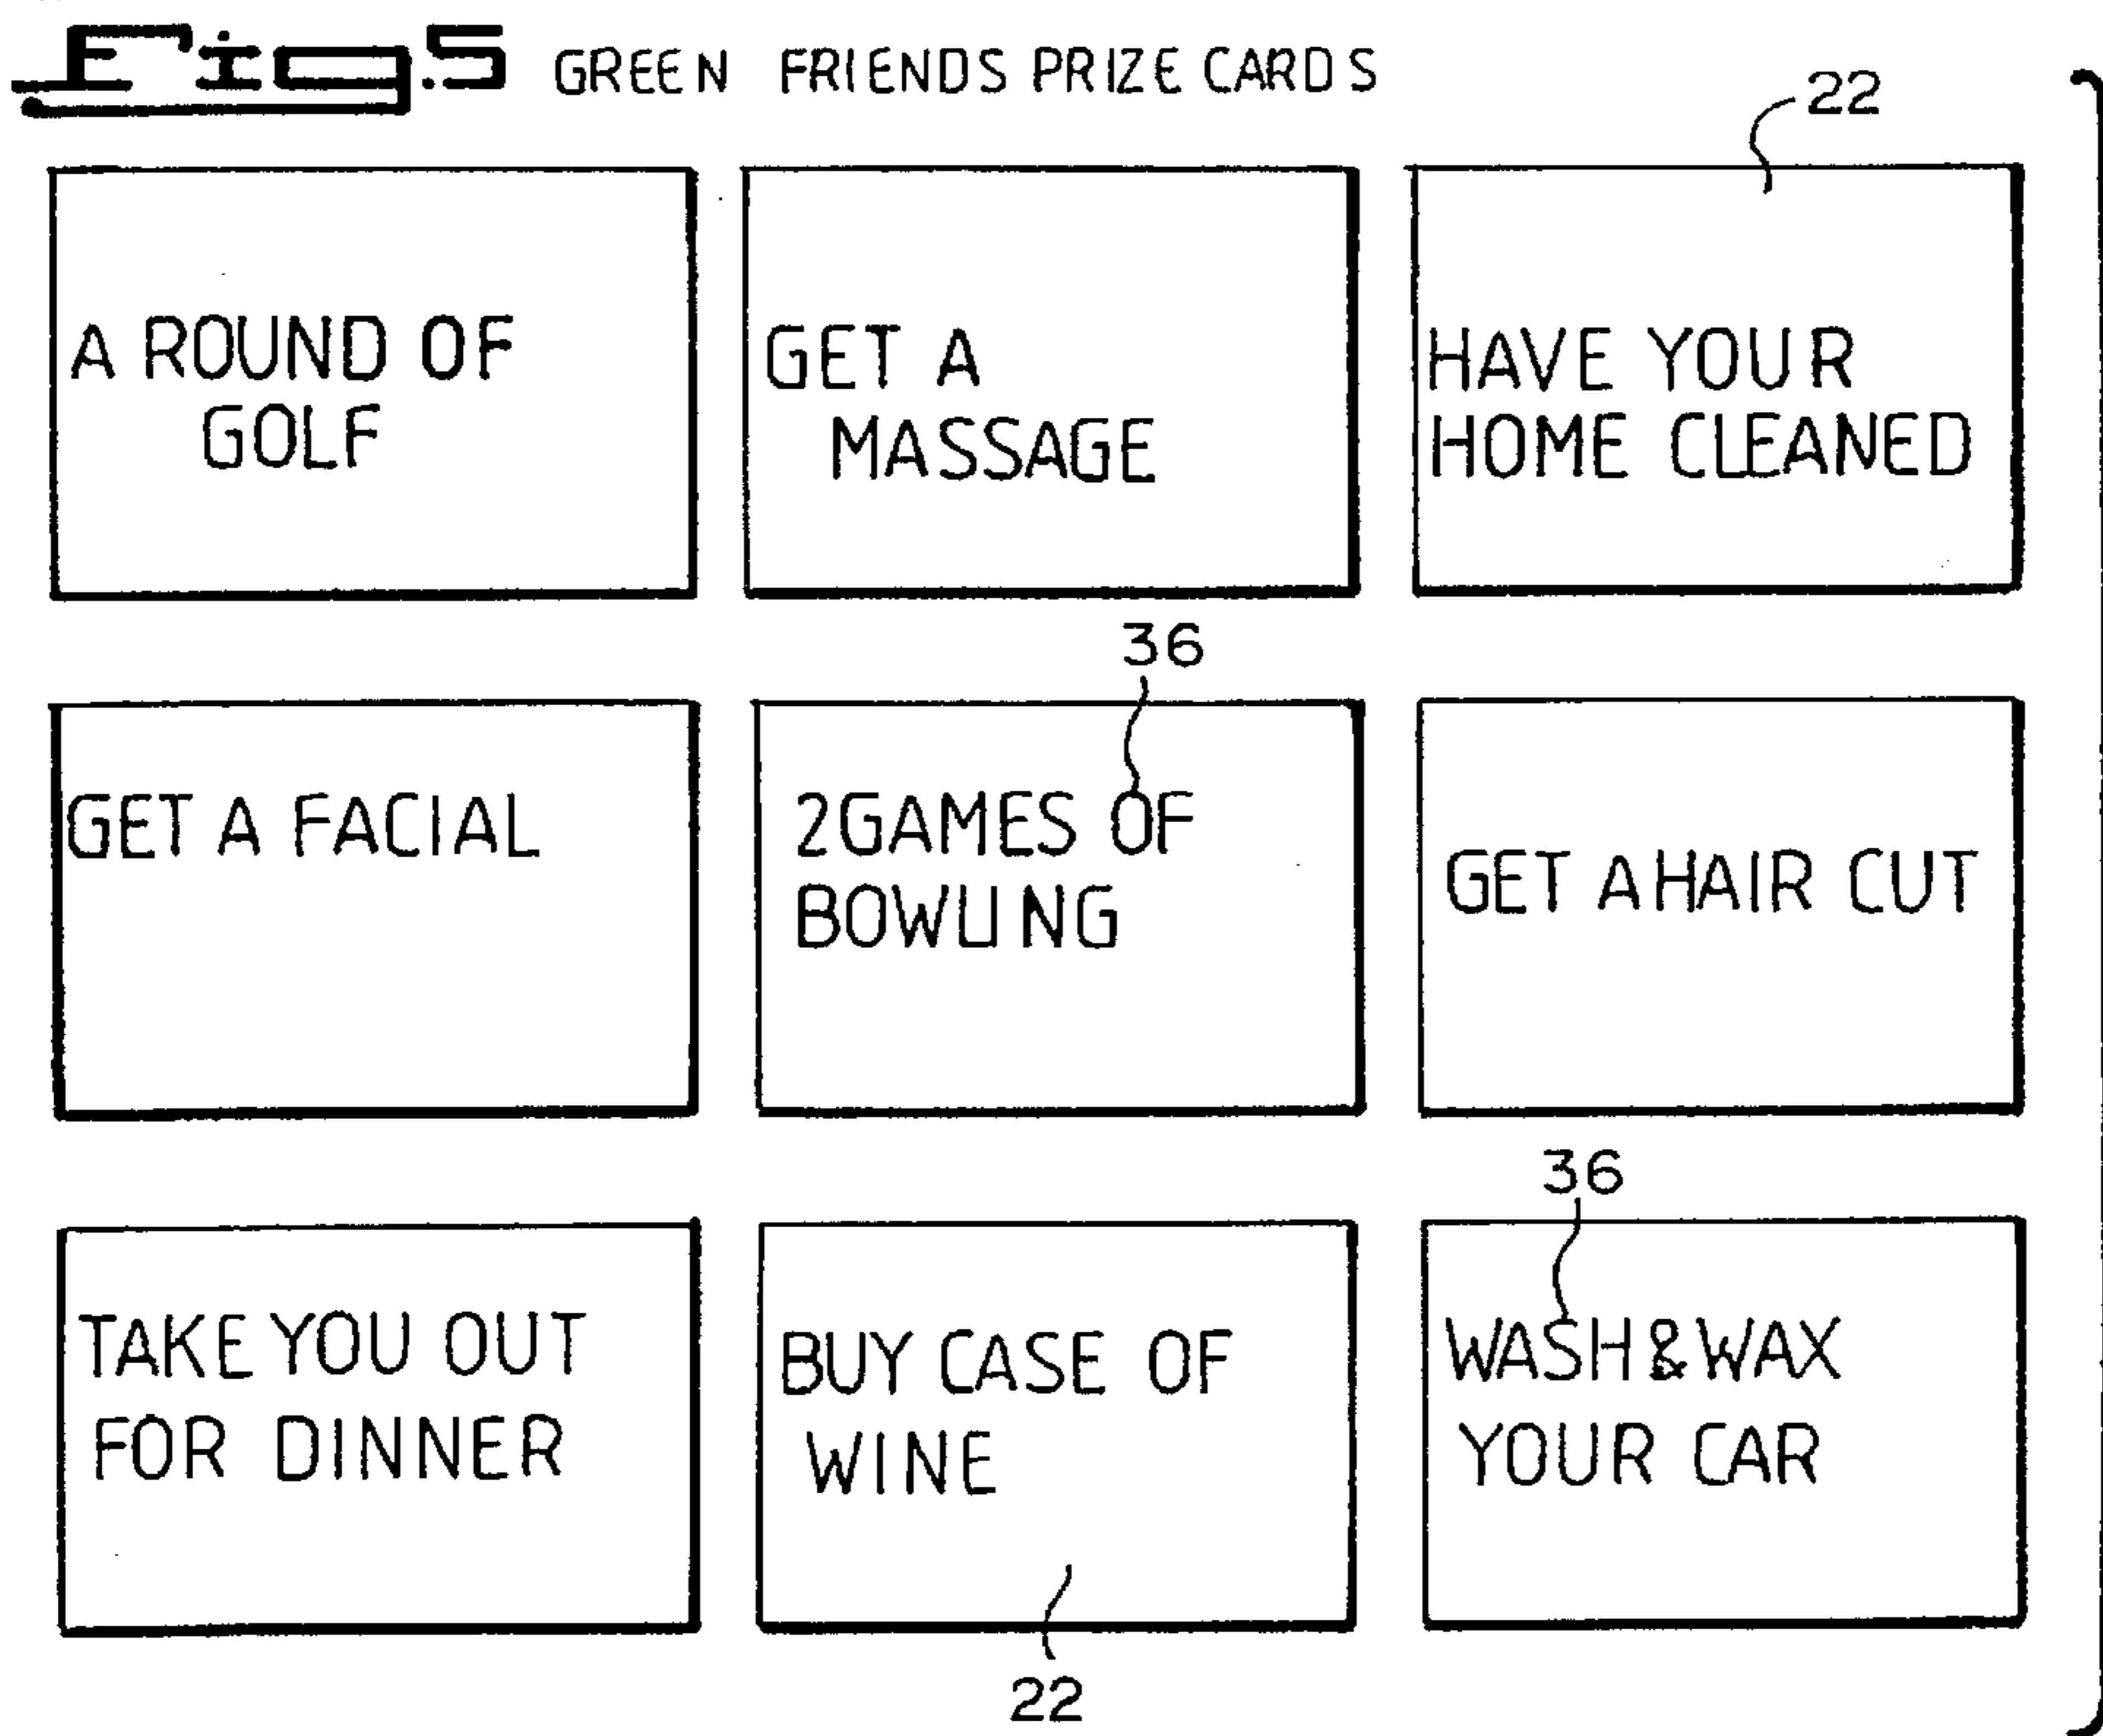 Fig.5 GREEN FRIENDS PRIZE CARDS
22
A ROUND OF
GOLF
GET A
MASSAGE
HAVE YOUR
HOME CLEANED
36
GET A FACIAL
2GAMES OF
BOWLING
GET A HAIR CUT
36
TAKE YOU OUT
FOR DINNER
BUY CASE OF
WINE
WASH & WAX
YOUR CAR
22